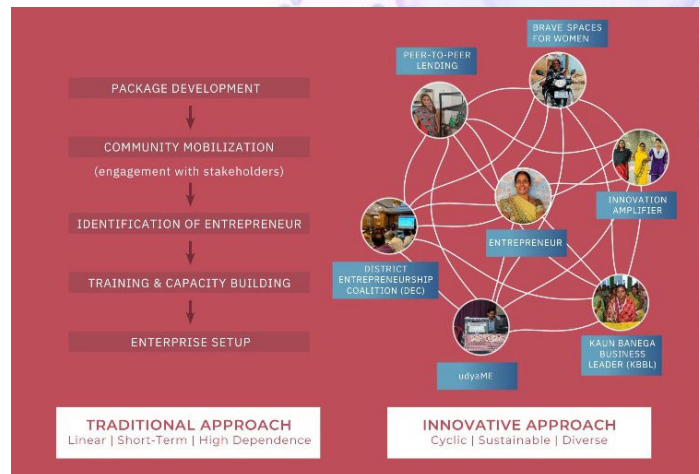 PACKAGE DEVELOPMENT
COMMUNITY MOBILIZATION
(engagement with stakeholders)
IDENTIFICATION OF ENTREPRENEUR
TRAINING & CAPACITY BUILDING
ENTERPRISE SETUP
TRADITIONAL APPROACH
Linear | Short-Term | High Dependence
BRAVE SPACES
FOR WOMEN
PEER-TO-PEER
LENDING
INNOVATION
AMPLIFIER
ENTREPRENEUR
DISTRICT
ENTREPRENEURSHIP
COALITION (DEC)
KAUN BANEGA
BUSINESS
LEADER (KBBL)
udyaME
INNOVATIVE APPROACH
Cyclic | Sustainable | Diverse